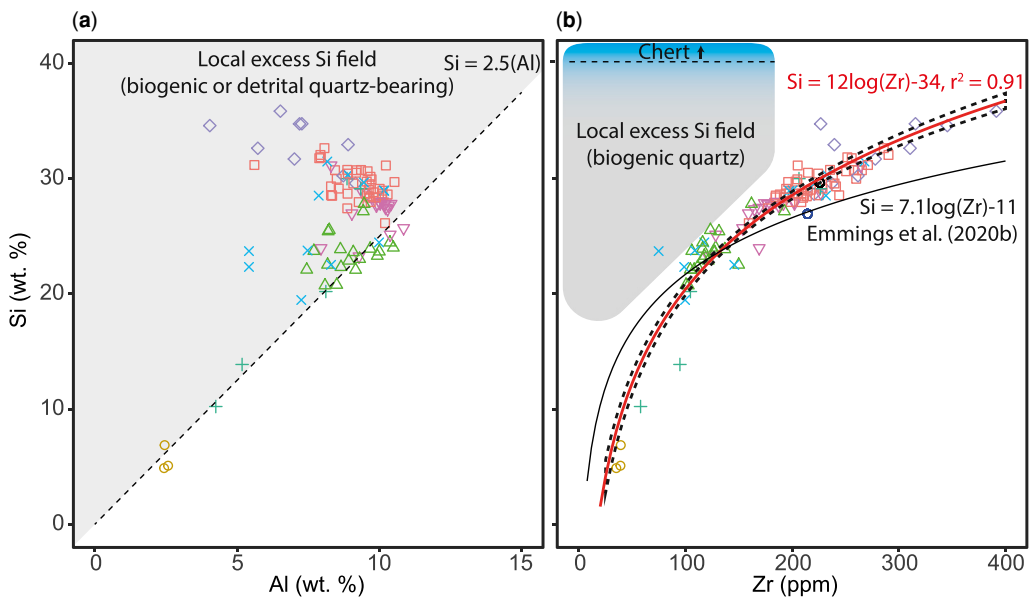 (a)
(b)
Local excess Si field
(biogenic or detrital quartz-bearing)
Si = 2.5(Al)
Chert
Si = 12log(Zr)-34, r² = 0.91
Local excess Si field
(biogenic quartz)
Si = 7.1log(Zr)-11
Emmings et al. (2020b)
Si (wt. %)
40
30
20
10
0
0 5 10 15
Al (wt. %)
0 100 200 300 400
Zr (ppm)